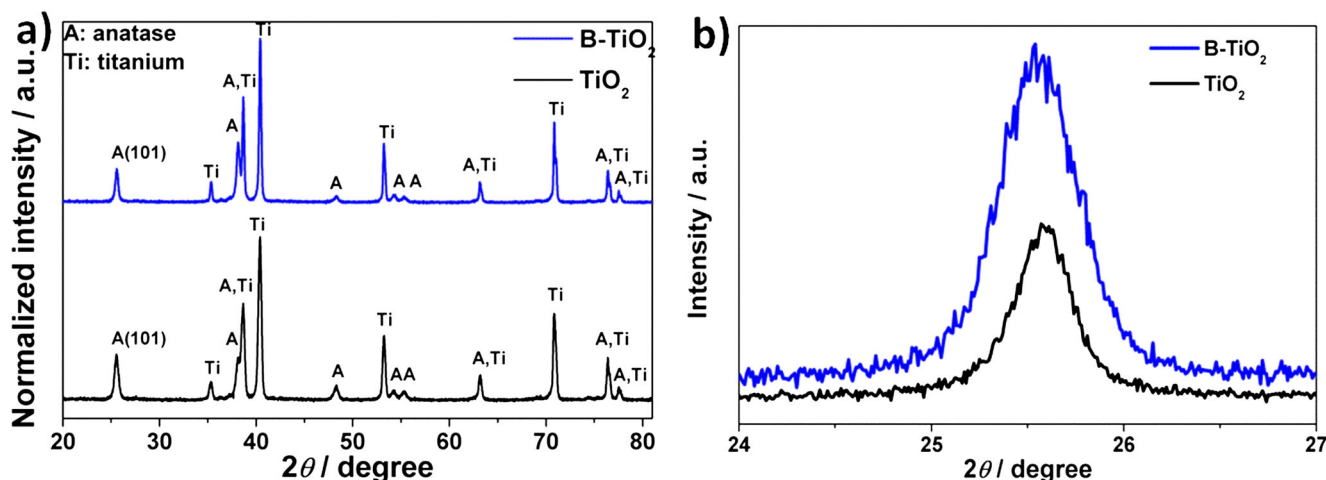 a)
A: anatase
Ti: titanium
B-TiO₂
TiO₂
Normalized intensity / a.u.
A(101)
Ti
A
A,Ti
Ti
A
Ti
A A
A,Ti
Ti
A,Ti
A,Ti
A(101)
Ti
A
A,Ti
Ti
A
Ti
AA
A,Ti
Ti
A,Ti
A,Ti
20 30 40 50 60 70 80
2θ / degree
b)
B-TiO₂
TiO₂
Intensity / a.u.
24 25 26 27
2θ / degree